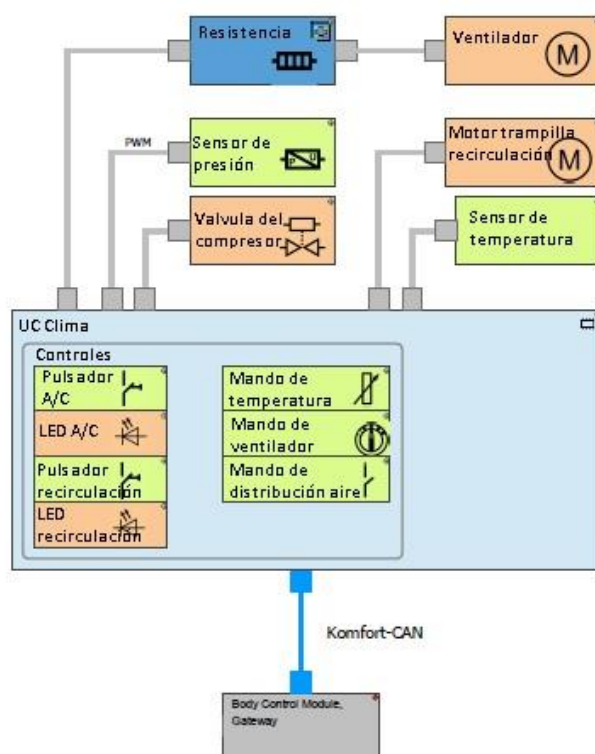 Resistencia
Ventilador
M
PWM
Sensor de
presión
P U
Motor trampilla
recirculación
M
Valvula del
compresor
Sensor de
temperatura
UC Clima
Controles
Pulsador
A/C
Mando de
temperatura
LED A/C
Mando de
ventilador
Pulsador
recirculación
Mando de
distribución aire
LED
recirculación
Komfort-CAN
Body Control Module,
Gateway